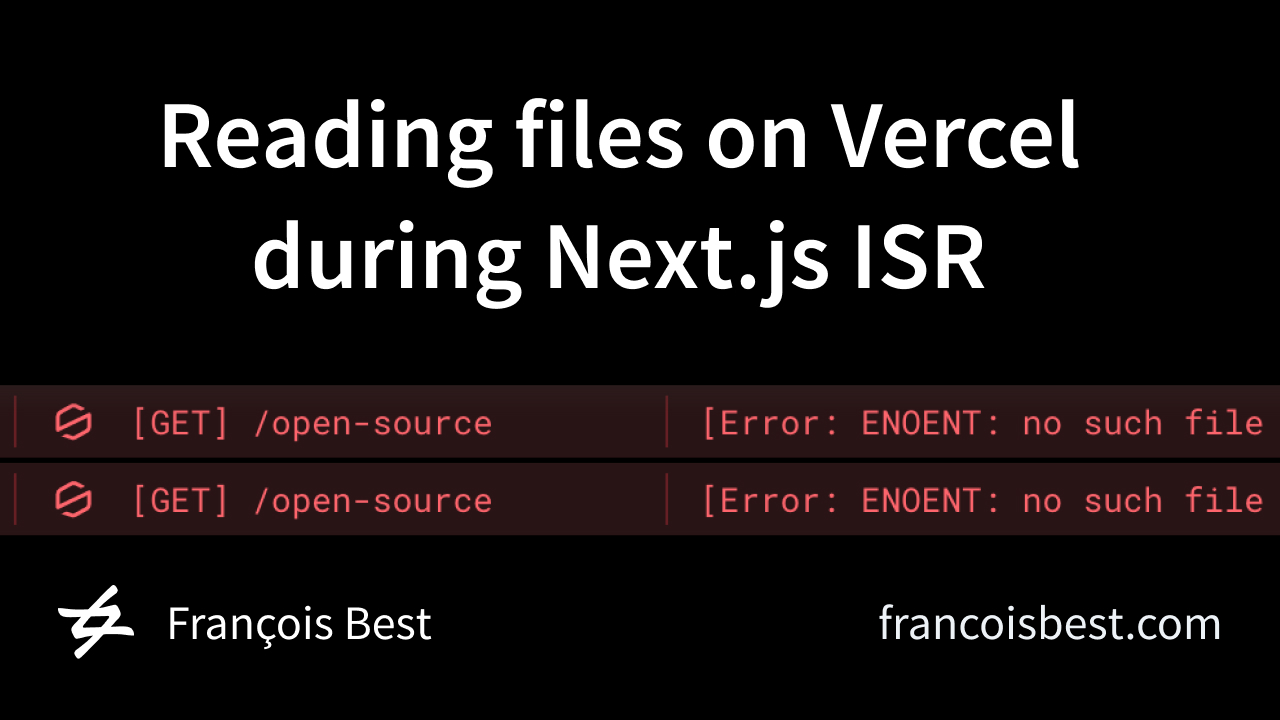 Reading files on Vercel
during Next.js ISR
[GET] /open-source [Error: ENOENT: no such file
[GET] /open-source [Error: ENOENT: no such file
François Best francoisbest.com